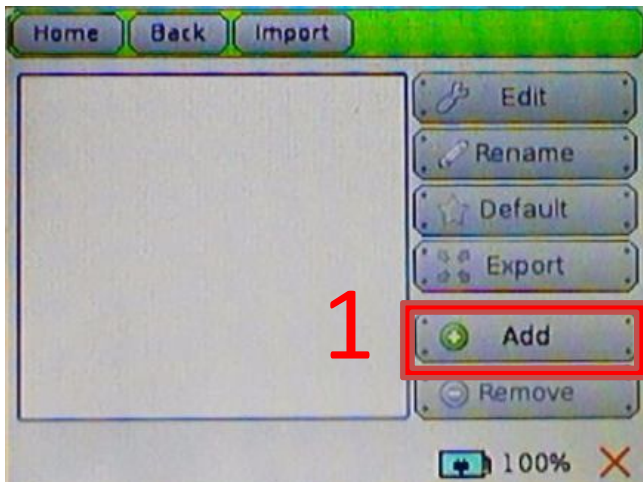 Home Back Import
Edit
Rename
Default
Export
1
Add
Remove
100%